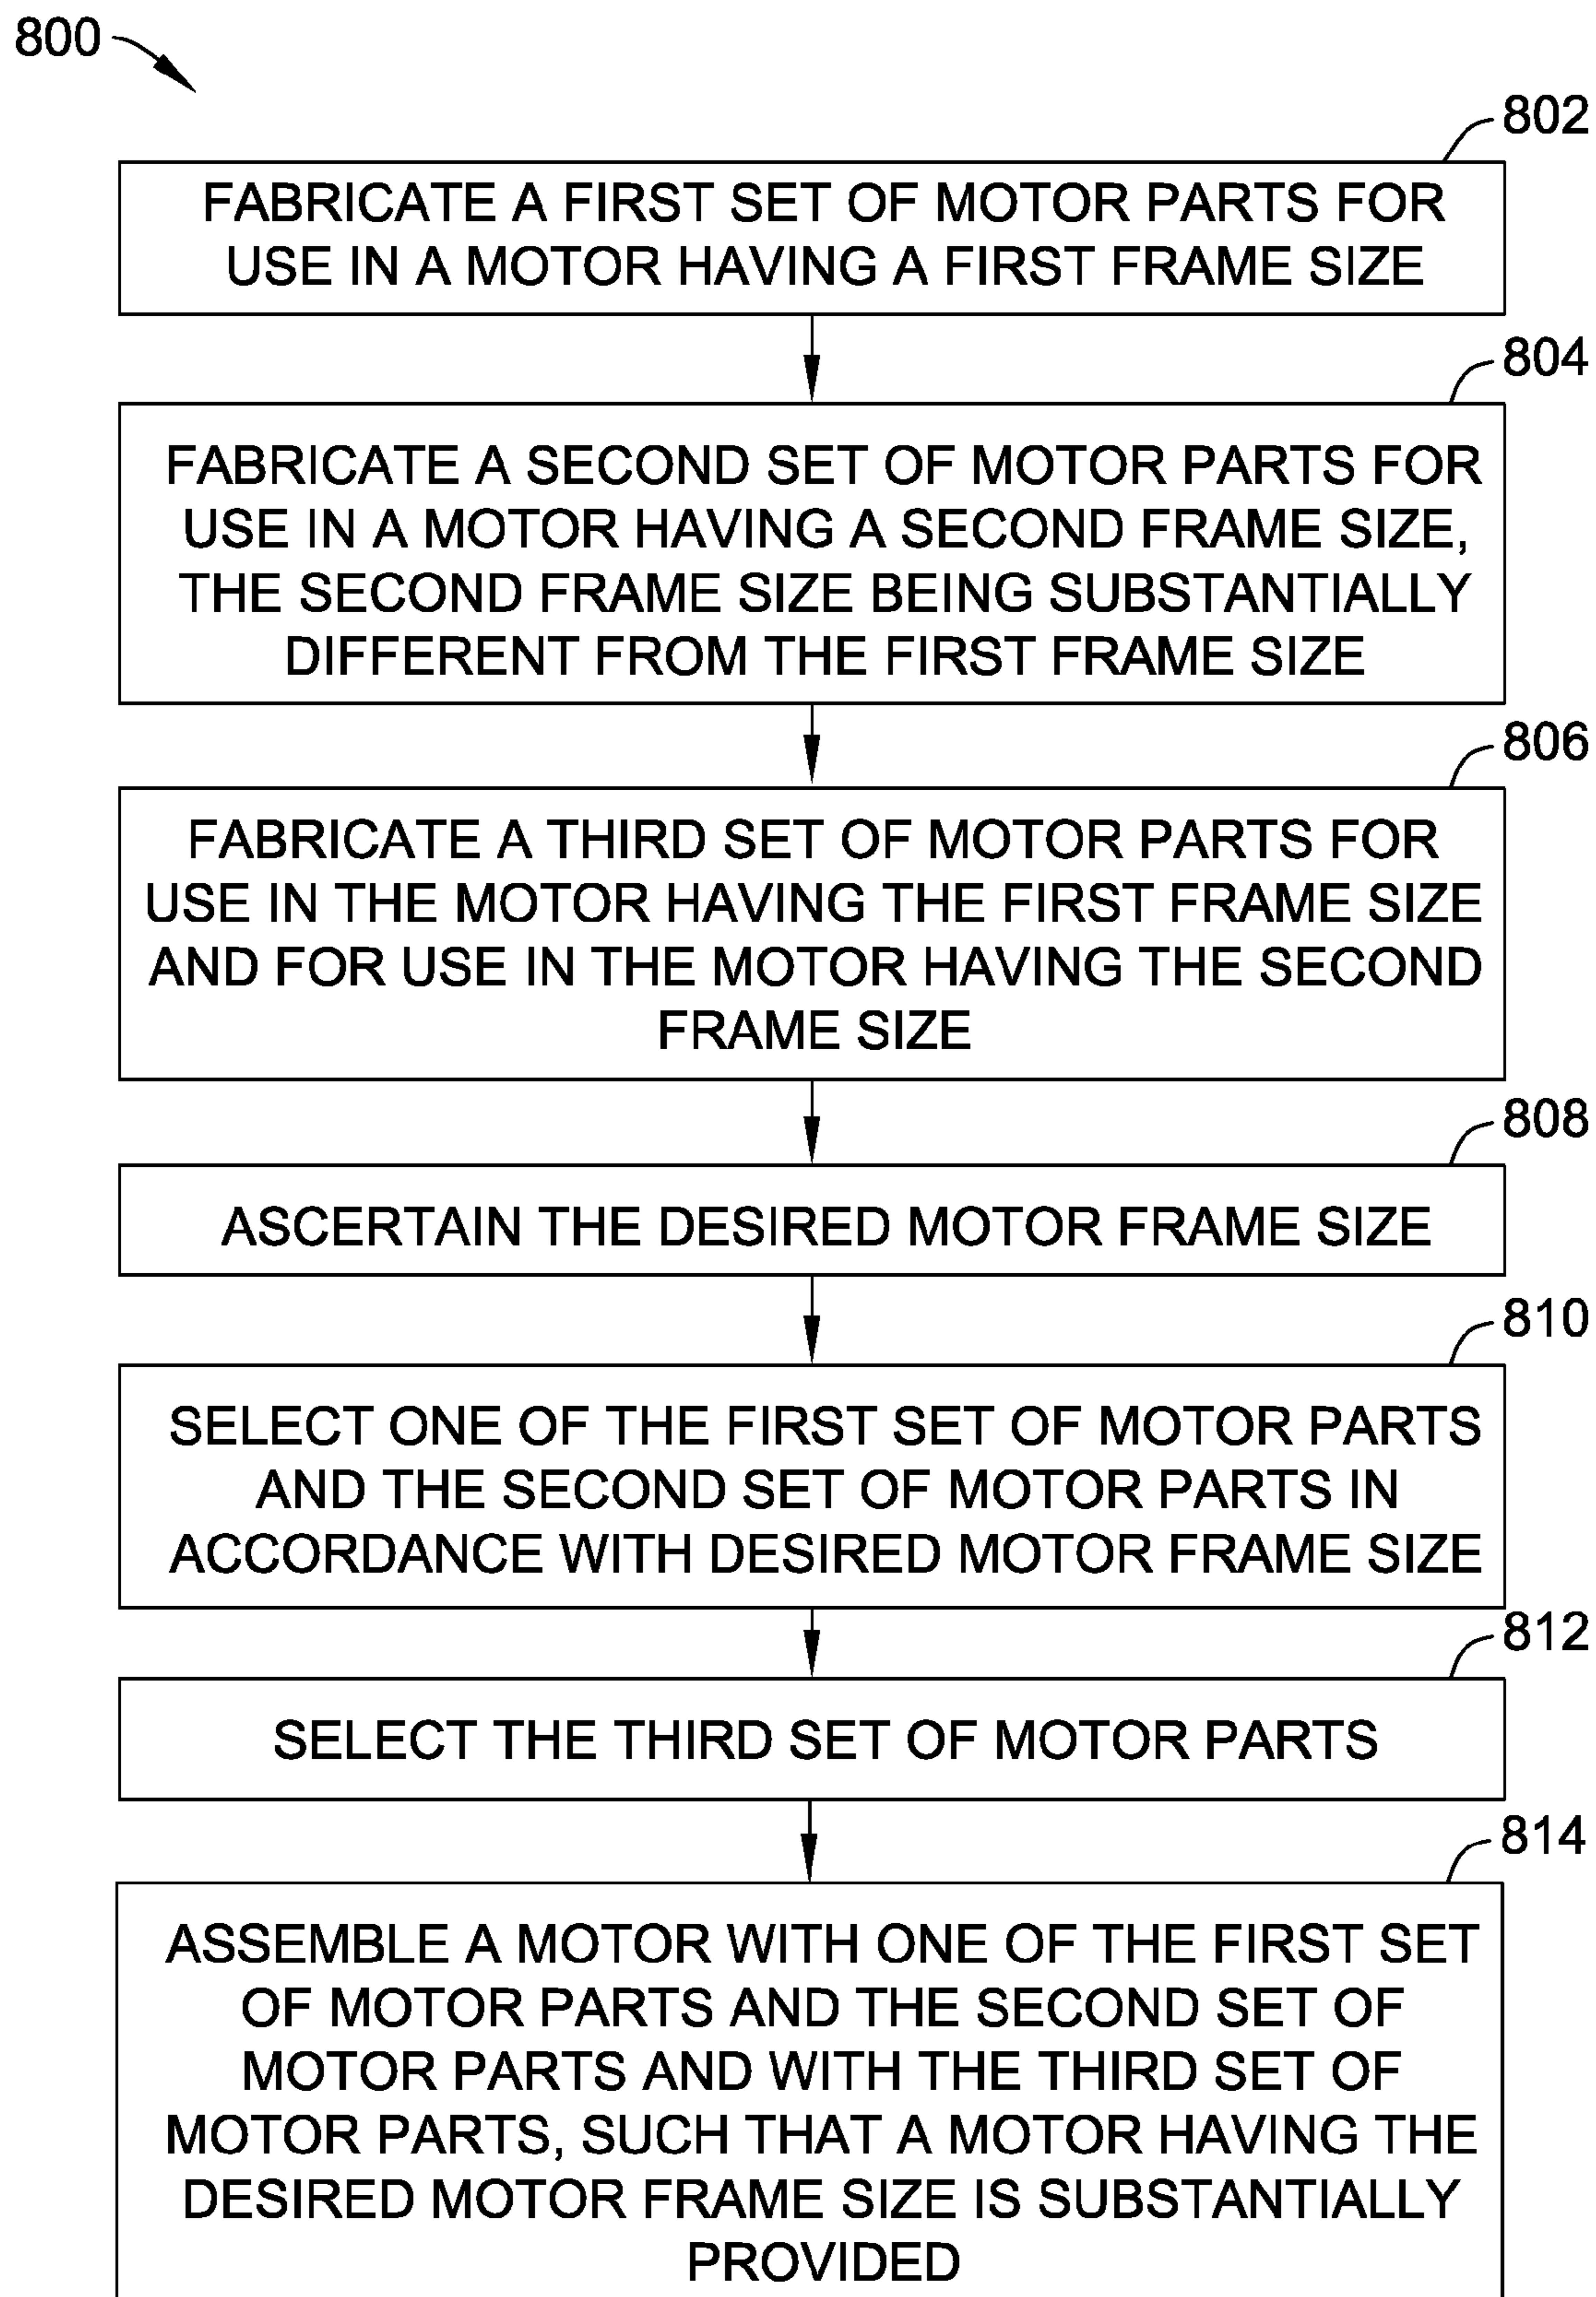 800
802
FABRICATE A FIRST SET OF MOTOR PARTS FOR
USE IN A MOTOR HAVING A FIRST FRAME SIZE
804
FABRICATE A SECOND SET OF MOTOR PARTS FOR
USE IN A MOTOR HAVING A SECOND FRAME SIZE,
THE SECOND FRAME SIZE BEING SUBSTANTIALLY
DIFFERENT FROM THE FIRST FRAME SIZE
806
FABRICATE A THIRD SET OF MOTOR PARTS FOR
USE IN THE MOTOR HAVING THE FIRST FRAME SIZE
AND FOR USE IN THE MOTOR HAVING THE SECOND
FRAME SIZE
808
ASCERTAIN THE DESIRED MOTOR FRAME SIZE
810
SELECT ONE OF THE FIRST SET OF MOTOR PARTS
AND THE SECOND SET OF MOTOR PARTS IN
ACCORDANCE WITH DESIRED MOTOR FRAME SIZE
812
SELECT THE THIRD SET OF MOTOR PARTS
814
ASSEMBLE A MOTOR WITH ONE OF THE FIRST SET
OF MOTOR PARTS AND THE SECOND SET OF
MOTOR PARTS AND WITH THE THIRD SET OF
MOTOR PARTS, SUCH THAT A MOTOR HAVING THE
DESIRED MOTOR FRAME SIZE IS SUBSTANTIALLY
PROVIDED